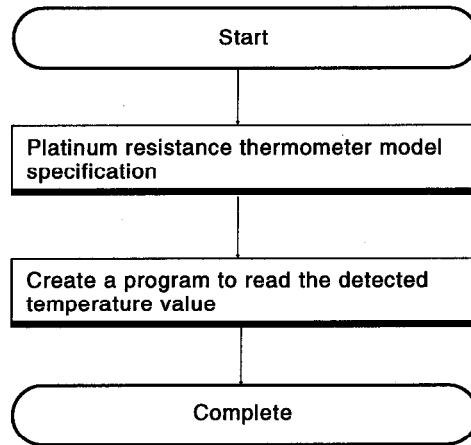 Start
Platinum resistance thermometer model
specification
Create a program to read the detected
temperature value
Complete